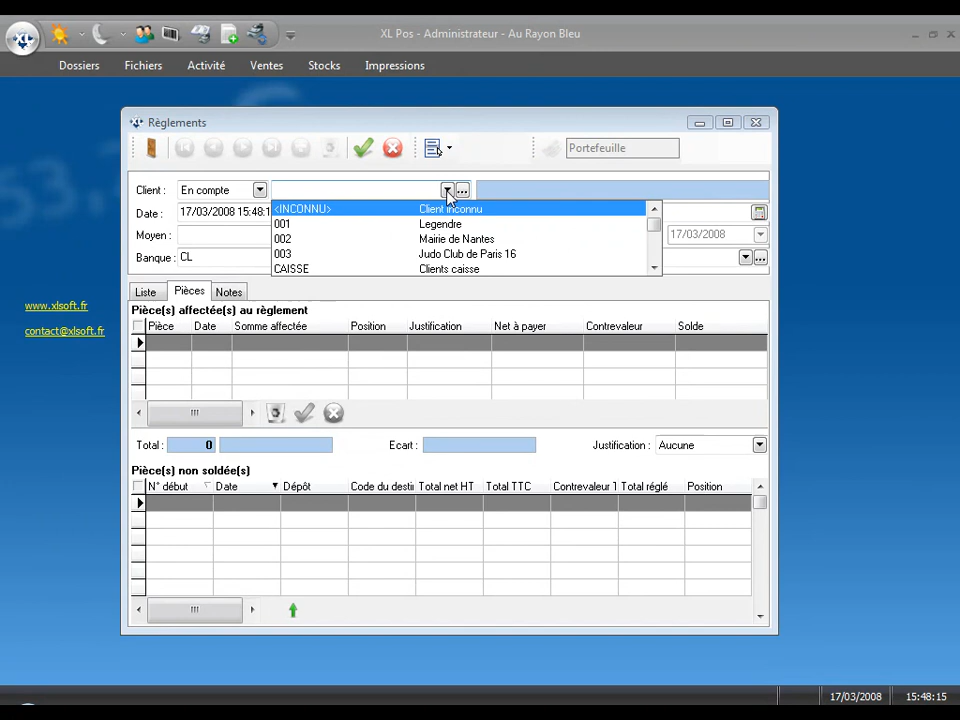 XL Pos - Administrateur - Au Rayon Bleu
Dossiers Fichiers Activité Ventes Stocks Impressions
Règlements
Portefeuille
Client : En compte
<INCONNU> Client inconnu
001 Legendre
002 Mairie de Nantes
003 Judo Club de Paris 16
CAISSE Clients caisse
Date : 17/03/2008 15:48:1
Moyen : 17/03/2008
Banque : CL
Liste Pièces Notes
www.xlsoft.fr
contact@xlsoft.fr
Pièce(s) affectée(s) au règlement
Pièce Date Somme affectée Position Justification Net à payer Contrevaleur Solde
Total : 0 Ecart : Justification : Aucune
Pièce(s) non soldée(s)
N° début Date Dépôt Code du desti Total net HT Total TTC Contrevaleur T Total réglé Position
17/03/2008 15:48:15